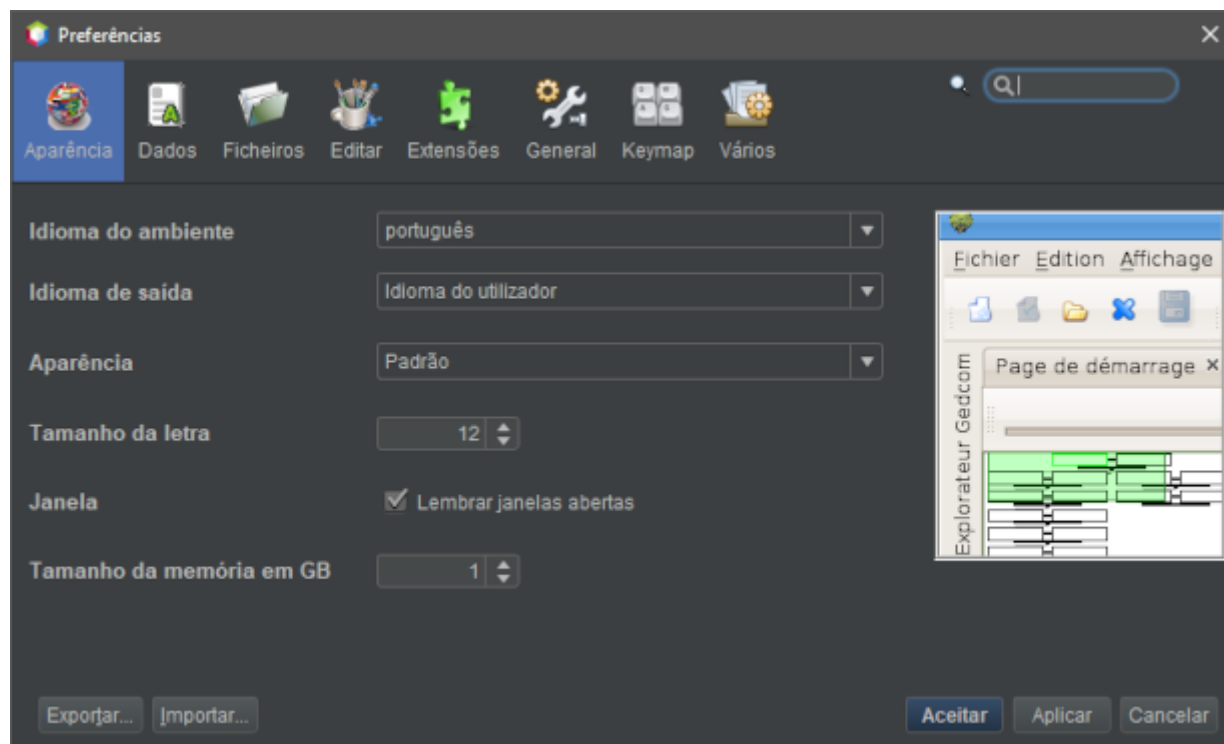 Preferências
Aparência Dados Ficheiros Editar Extensões General Keymap Vários
Idioma do ambiente português
Idioma de saída Idioma do utilizador
Aparência Padrão
Tamanho da letra 12
Janela Lembrar janelas abertas
Tamanho da memória em GB 1
Fichier Edition Affichage
Page de démarrage ×
Explorateur Gedcom
Exportar... Importar... Aceitar Aplicar Cancelar